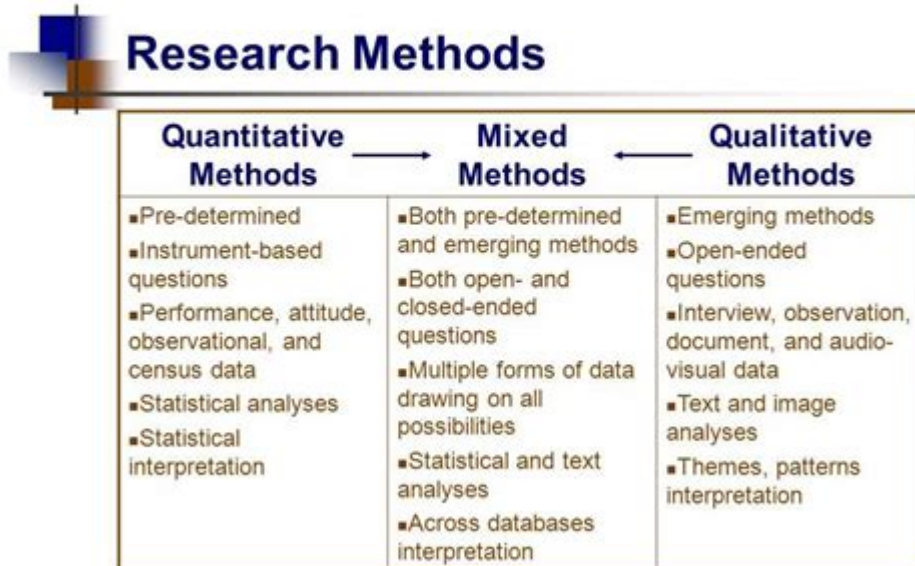 Research Methods
Quantitative
Methods
Mixed
Methods
Qualitative
Methods
▪Pre-determined
▪Instrument-based
questions
▪Performance, attitude,
observational, and
census data
▪Statistical analyses
▪Statistical
interpretation
▪Both pre-determined
and emerging methods
▪Both open- and
closed-ended
questions
▪Multiple forms of data
drawing on all
possibilities
▪Statistical and text
analyses
▪Across databases
interpretation
▪Emerging methods
▪Open-ended
questions
▪Interview, observation,
document, and audio-
visual data
▪Text and image
analyses
▪Themes, patterns
interpretation